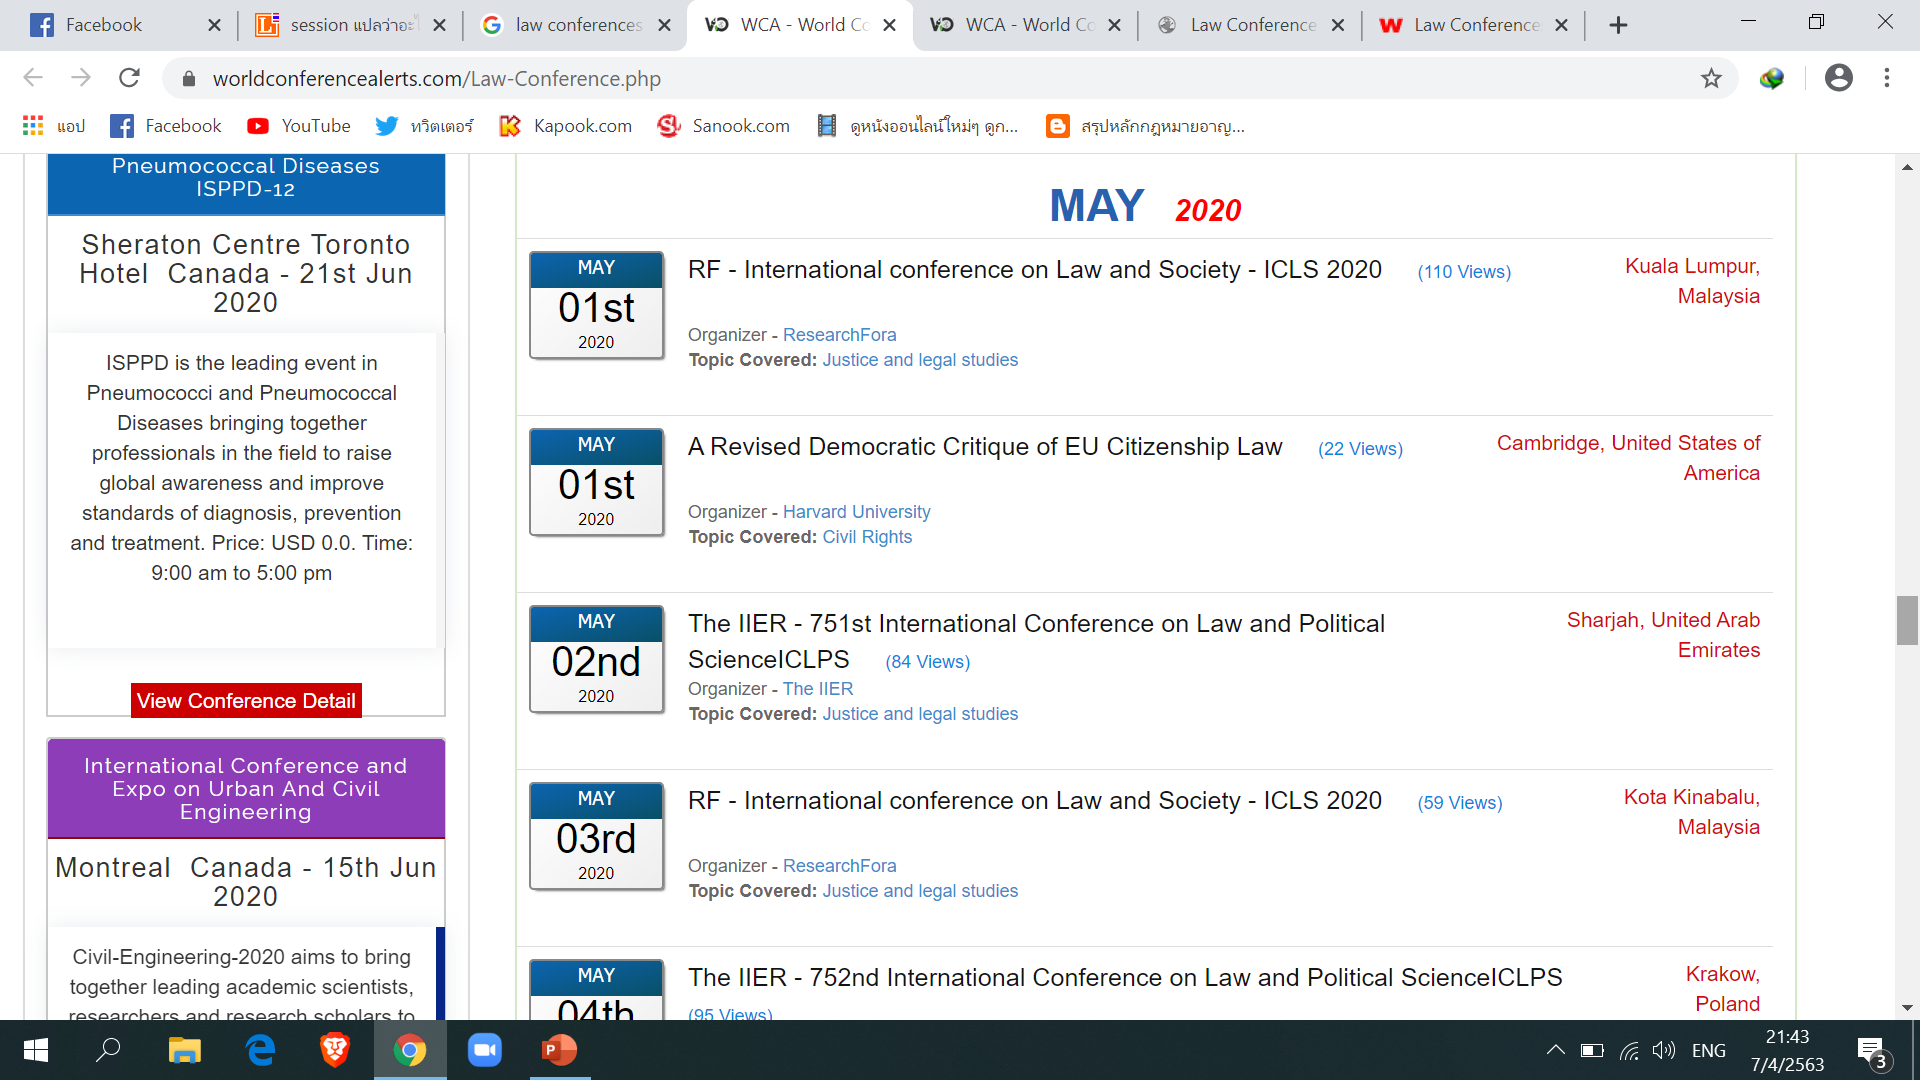 Facebook
session แปลว่าอะไ
law conferences
WCA - World Co
WCA - World Co
Law Conference
Law Conference
worldconferencealerts.com/Law-Conference.php
แอป
Facebook
YouTube
ทวิตเตอร์
Kapook.com
Sanook.com
ดูหนังออนไลน์ใหม่ๆ ดูก...
สรุปหลักกฎหมายอาญ...
Pneumococcal Diseases
ISPPD-12
Sheraton Centre Toronto
Hotel Canada - 21st Jun
2020
ISPPD is the leading event in
Pneumococci and Pneumococcal
Diseases bringing together
professionals in the field to raise
global awareness and improve
standards of diagnosis, prevention
and treatment. Price: USD 0.0. Time:
9:00 am to 5:00 pm
View Conference Detail
International Conference and
Expo on Urban And Civil
Engineering
Montreal Canada - 15th Jun
2020
Civil-Engineering-2020 aims to bring
together leading academic scientists,
researchers and research scholars to
MAY 2020
MAY
01st
2020
RF - International conference on Law and Society - ICLS 2020 (110 Views)
Kuala Lumpur,
Malaysia
Organizer - ResearchFora
Topic Covered: Justice and legal studies
MAY
01st
2020
A Revised Democratic Critique of EU Citizenship Law (22 Views)
Cambridge, United States of
America
Organizer - Harvard University
Topic Covered: Civil Rights
MAY
02nd
2020
The IIER - 751st International Conference on Law and Political
ScienceICLPS (84 Views)
Sharjah, United Arab
Emirates
Organizer - The IIER
Topic Covered: Justice and legal studies
MAY
03rd
2020
RF - International conference on Law and Society - ICLS 2020 (59 Views)
Kota Kinabalu,
Malaysia
Organizer - ResearchFora
Topic Covered: Justice and legal studies
MAY
04th
The IIER - 752nd International Conference on Law and Political ScienceICLPS
(95 Views)
Krakow,
Poland
ENG
21:43
7/4/2563
3